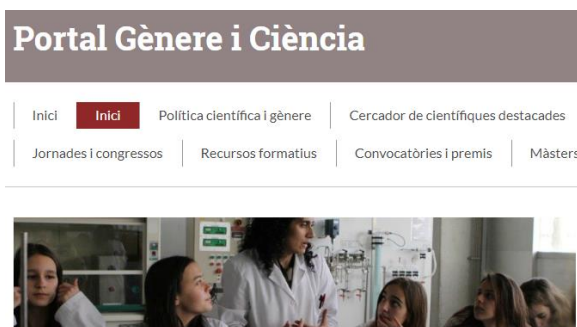 Portal Gènere i Ciència
Inici Inici Política científica i gènere Cercador de científiques destacades
Jornades i congressos Recursos formatius Convocatòries i premis Màsters